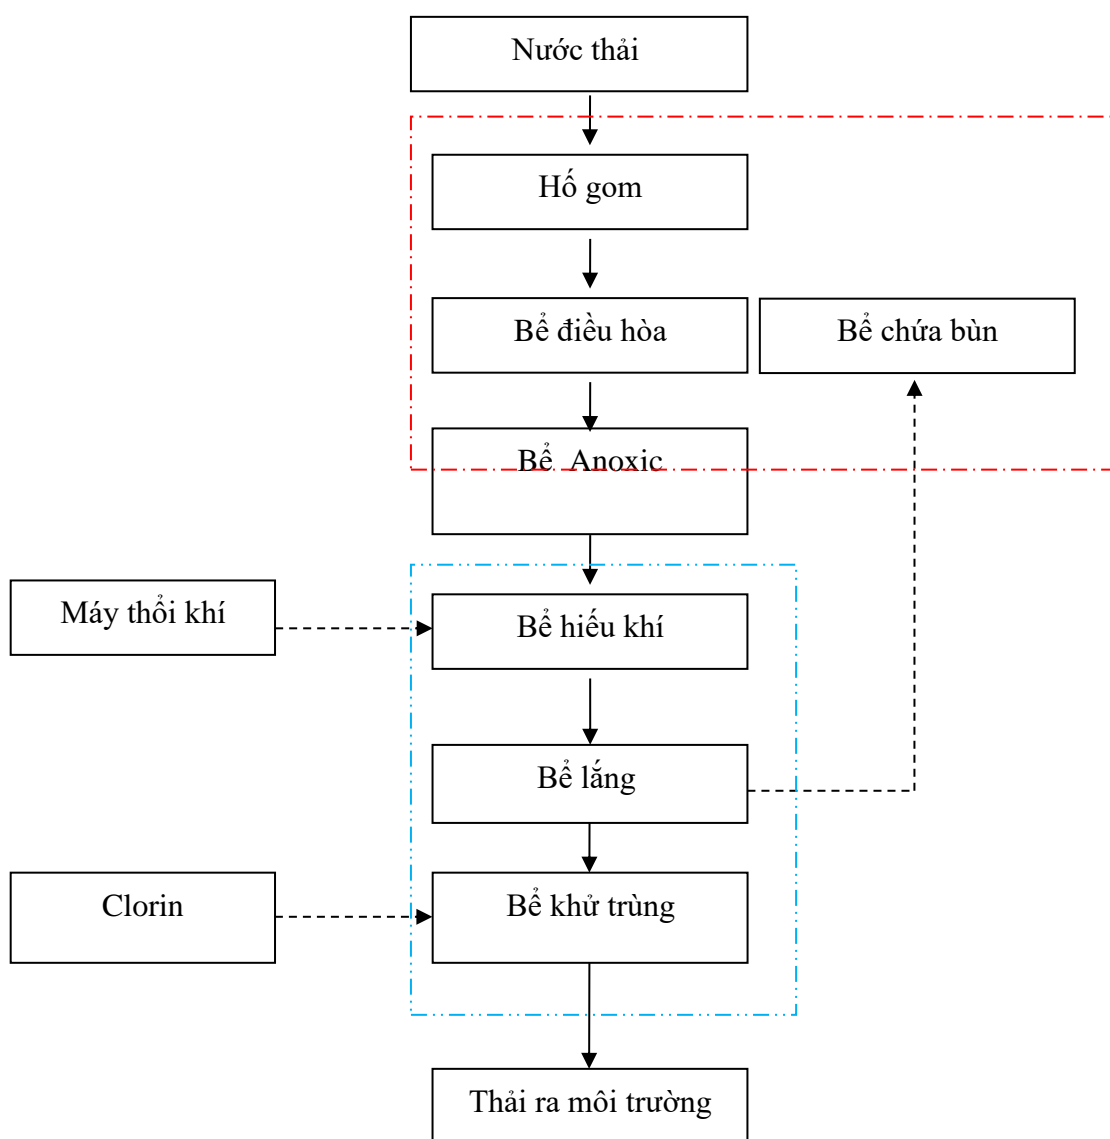 Nước thải
Hố gom
Bể điều hòa
Bể chứa bùn
Bể Anoxic
Máy thổi khí
Bể hiếu khí
Bể lắng
Clorin
Bể khử trùng
Thải ra môi trường